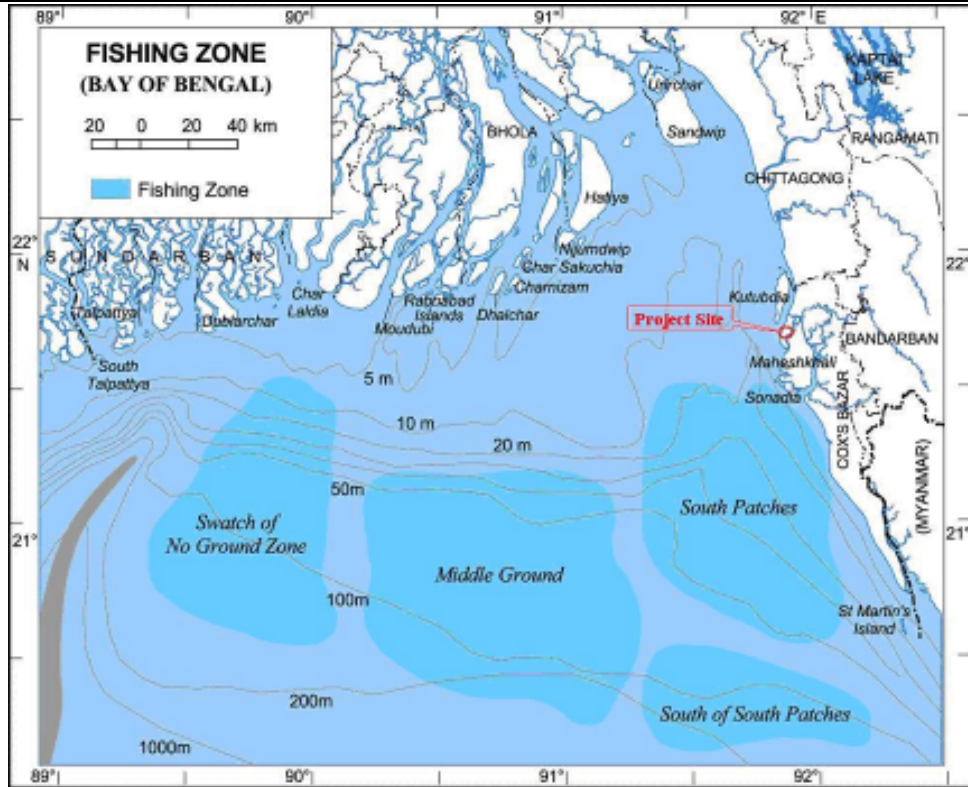 89°
90°
91°
92° E
FISHING ZONE
(BAY OF BENGAL)
20 0 20 40 km
Fishing Zone
KAPTAI
LAKE
RANGAMATI
Urirchar
Sandwip
BHOLA
CHITTAGONG
Hatiya
22°
N
22°
SUNDARBAN
Nijumdwip
Char Sakuchia
Charnizam
Char
Laldia
Rabnabad
Islands
Dhalchar
Moudubi
Talpattya
Dublarchar
Kutubdia
Project Site
BANDARBAN
South
Talpattya
Maheshkhali
Sonadia
COX'S BAZAR
(MYANMAR)
5 m
10 m
20 m
50m
South Patches
Swatch of
No Ground Zone
21°
21°
Middle Ground
100m
St Martin's
Island
200m
South of South Patches
1000m
89°
90°
91°
92°